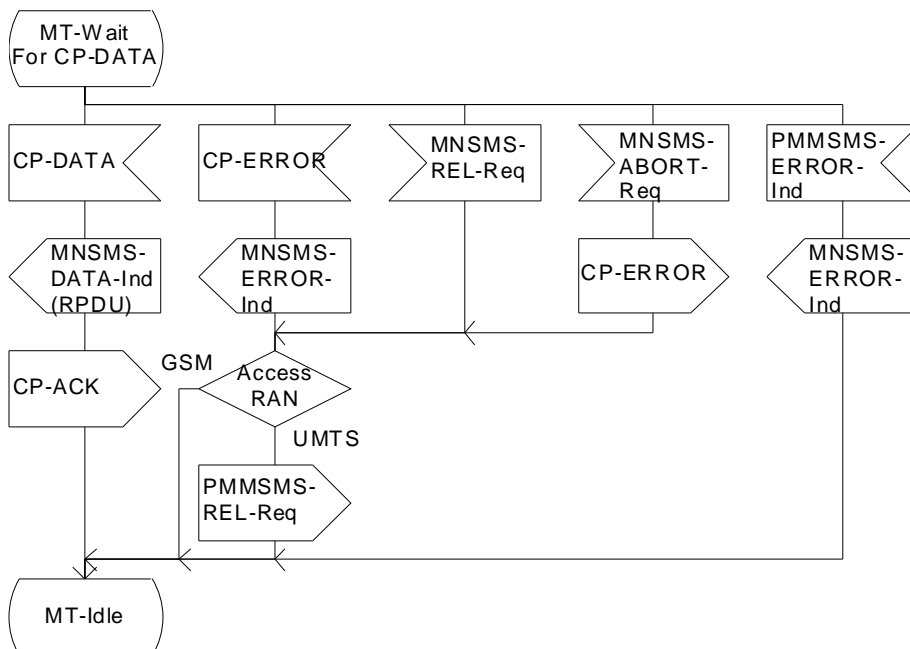 MT-Wait
For CP-DATA
CP-DATA
CP-ERROR
MNSMS-
REL-Req
MNSMS-
ABORT-
Req
PMMSMS-
ERROR-
Ind
MNSMS-
DATA-Ind
(RPDU)
MNSMS-
ERROR-
Ind
CP-ERROR
MNSMS-
ERROR-
Ind
CP-ACK
GSM
Access
RAN
UMTS
PMMSMS-
REL-Req
MT-Idle